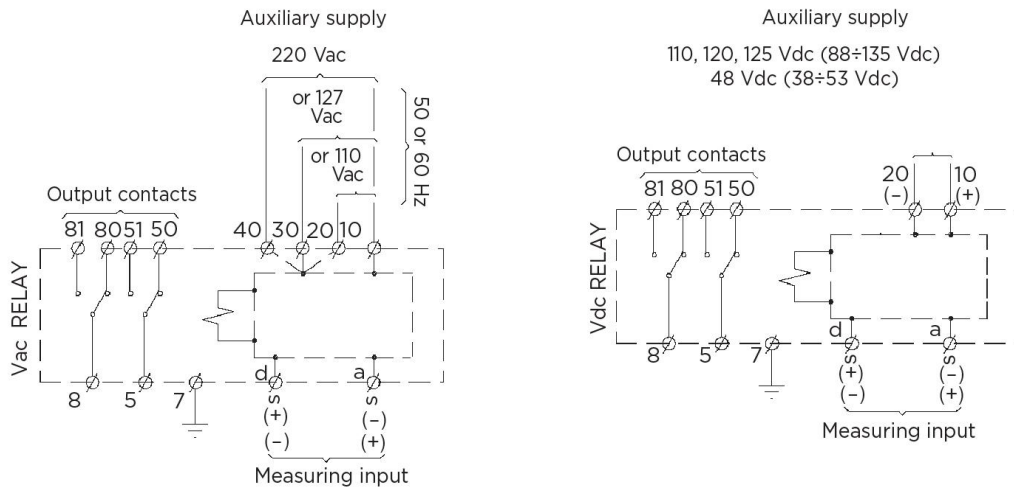 Auxiliary supply
220 Vac
or 127
Vac
or 110
Vac
50 or 60 Hz
Output contacts
81 80 51 50 40 30 20 10
Vac RELAY
8 5 7 d a
s s
(+) (–)
(–) (+)
Measuring input
Auxiliary supply
110, 120, 125 Vdc (88÷135 Vdc)
48 Vdc (38÷53 Vdc)
Output contacts
81 80 51 50 20 10
(–) (+)
Vdc RELAY
8 5 7 d a
s s
(+) (–)
(–) (+)
Measuring input